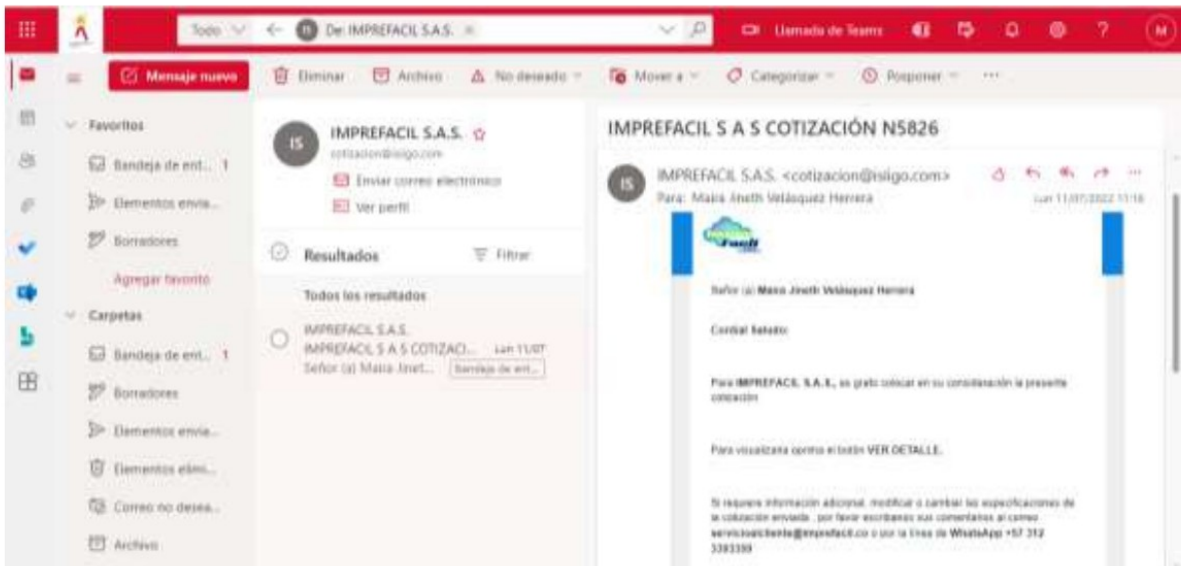 Todo
De: IMPREFACIL S.A.S.
Llamada de Teams
M
Mensaje nuevo
Eliminar
Archivo
No deseado
Mover a
Categorizar
Posponer
Favoritos
Bandeja de ent... 1
Elementos envia...
Borradores
Agregar favorito
Carpetas
Bandeja de ent... 1
Borradores
Elementos envia...
Elementos elimi...
Correo no desea...
Archivo
IS
IMPREFACIL S.A.S.
cotizacion@isiigo.com
Enviar correo electrónico
Ver perfil
Resultados
Filtrar
Todos los resultados
IMPREFACIL S.A.S.
IMPREFACIL S A S COTIZACI... Lun 11/07
Señor (a) Maira Jinet... Bandeja de ent...
IMPREFACIL S A S COTIZACIÓN N5826
IS
IMPREFACIL S.A.S. <cotizacion@isiigo.com>
Para: Maira Jineth Velásquez Herrera
Lun 11/07/2022 11:16
Señor (a) Maira Jineth Velásquez Herrera
Cordial Saludo:
Para IMPREFACIL S.A.S., es grato colocar en su consideración la presente
cotización
Para visualizarla oprima el botón VER DETALLE.
Si requiere información adicional, modificar o cambiar las especificaciones de
la cotización enviada , por favor escríbanos sus comentarios al correo
servicioalcliente@imprefacil.co o por la línea de WhatsApp +57 312
3393399